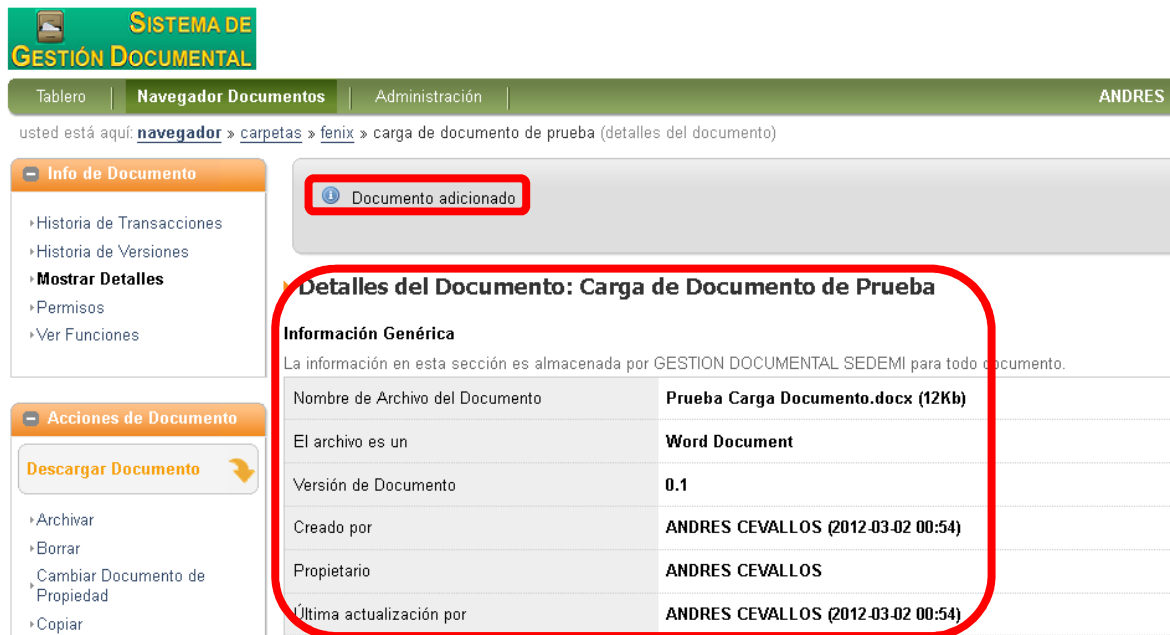 SISTEMA DE
GESTIÓN DOCUMENTAL
Tablero Navegador Documentos Administración ANDRES
usted está aquí: navegador » carpetas » fenix » carga de documento de prueba (detalles del documento)
Info de Documento
Historia de Transacciones
Historia de Versiones
Mostrar Detalles
Permisos
Ver Funciones
Acciones de Documento
Descargar Documento
Archivar
Borrar
Cambiar Documento de
Propiedad
Copiar
Documento adicionado
Detalles del Documento: Carga de Documento de Prueba
Información Genérica
La información en esta sección es almacenada por GESTION DOCUMENTAL SEDEMI para todo documento.
Nombre de Archivo del Documento Prueba Carga Documento.docx (12Kb)
El archivo es un Word Document
Versión de Documento 0.1
Creado por ANDRES CEVALLOS (2012-03-02 00:54)
Propietario ANDRES CEVALLOS
Última actualización por ANDRES CEVALLOS (2012-03-02 00:54)